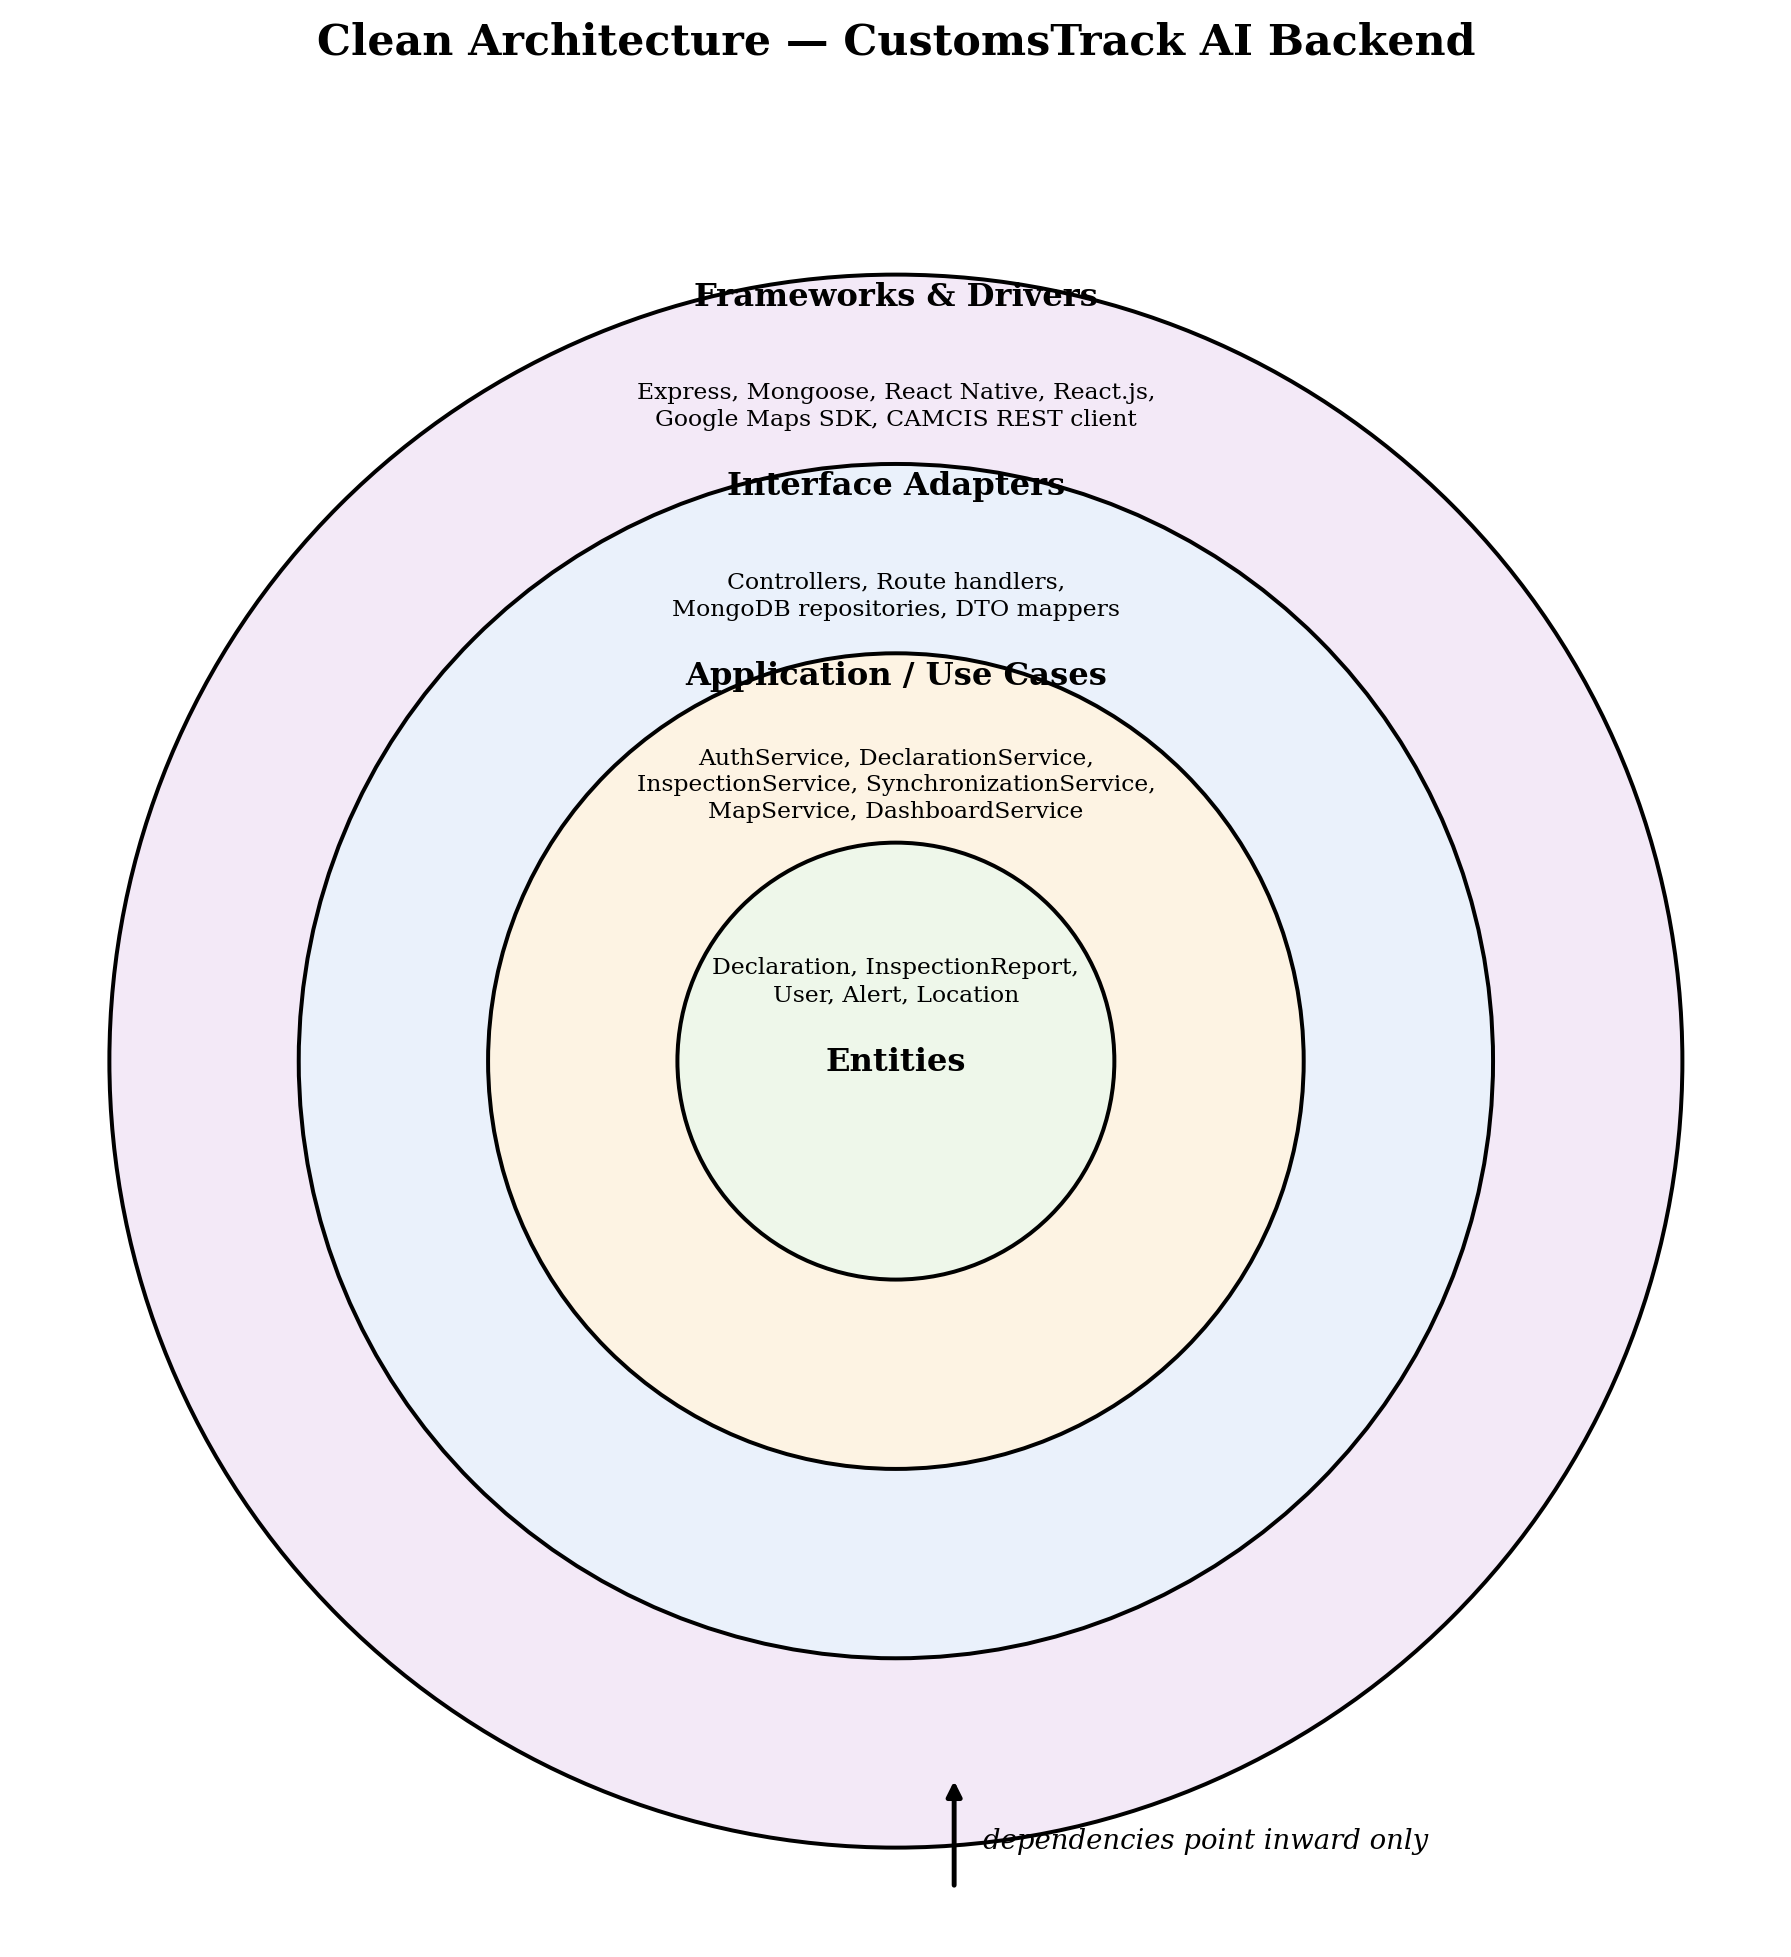 Clean Architecture — CustomsTrack AI Backend
Frameworks & Drivers
Express, Mongoose, React Native, React.js,
Google Maps SDK, CAMCIS REST client
Interface Adapters
Controllers, Route handlers,
MongoDB repositories, DTO mappers
Application / Use Cases
AuthService, DeclarationService,
InspectionService, SynchronizationService,
MapService, DashboardService
Declaration, InspectionReport,
User, Alert, Location
Entities
dependencies point inward only